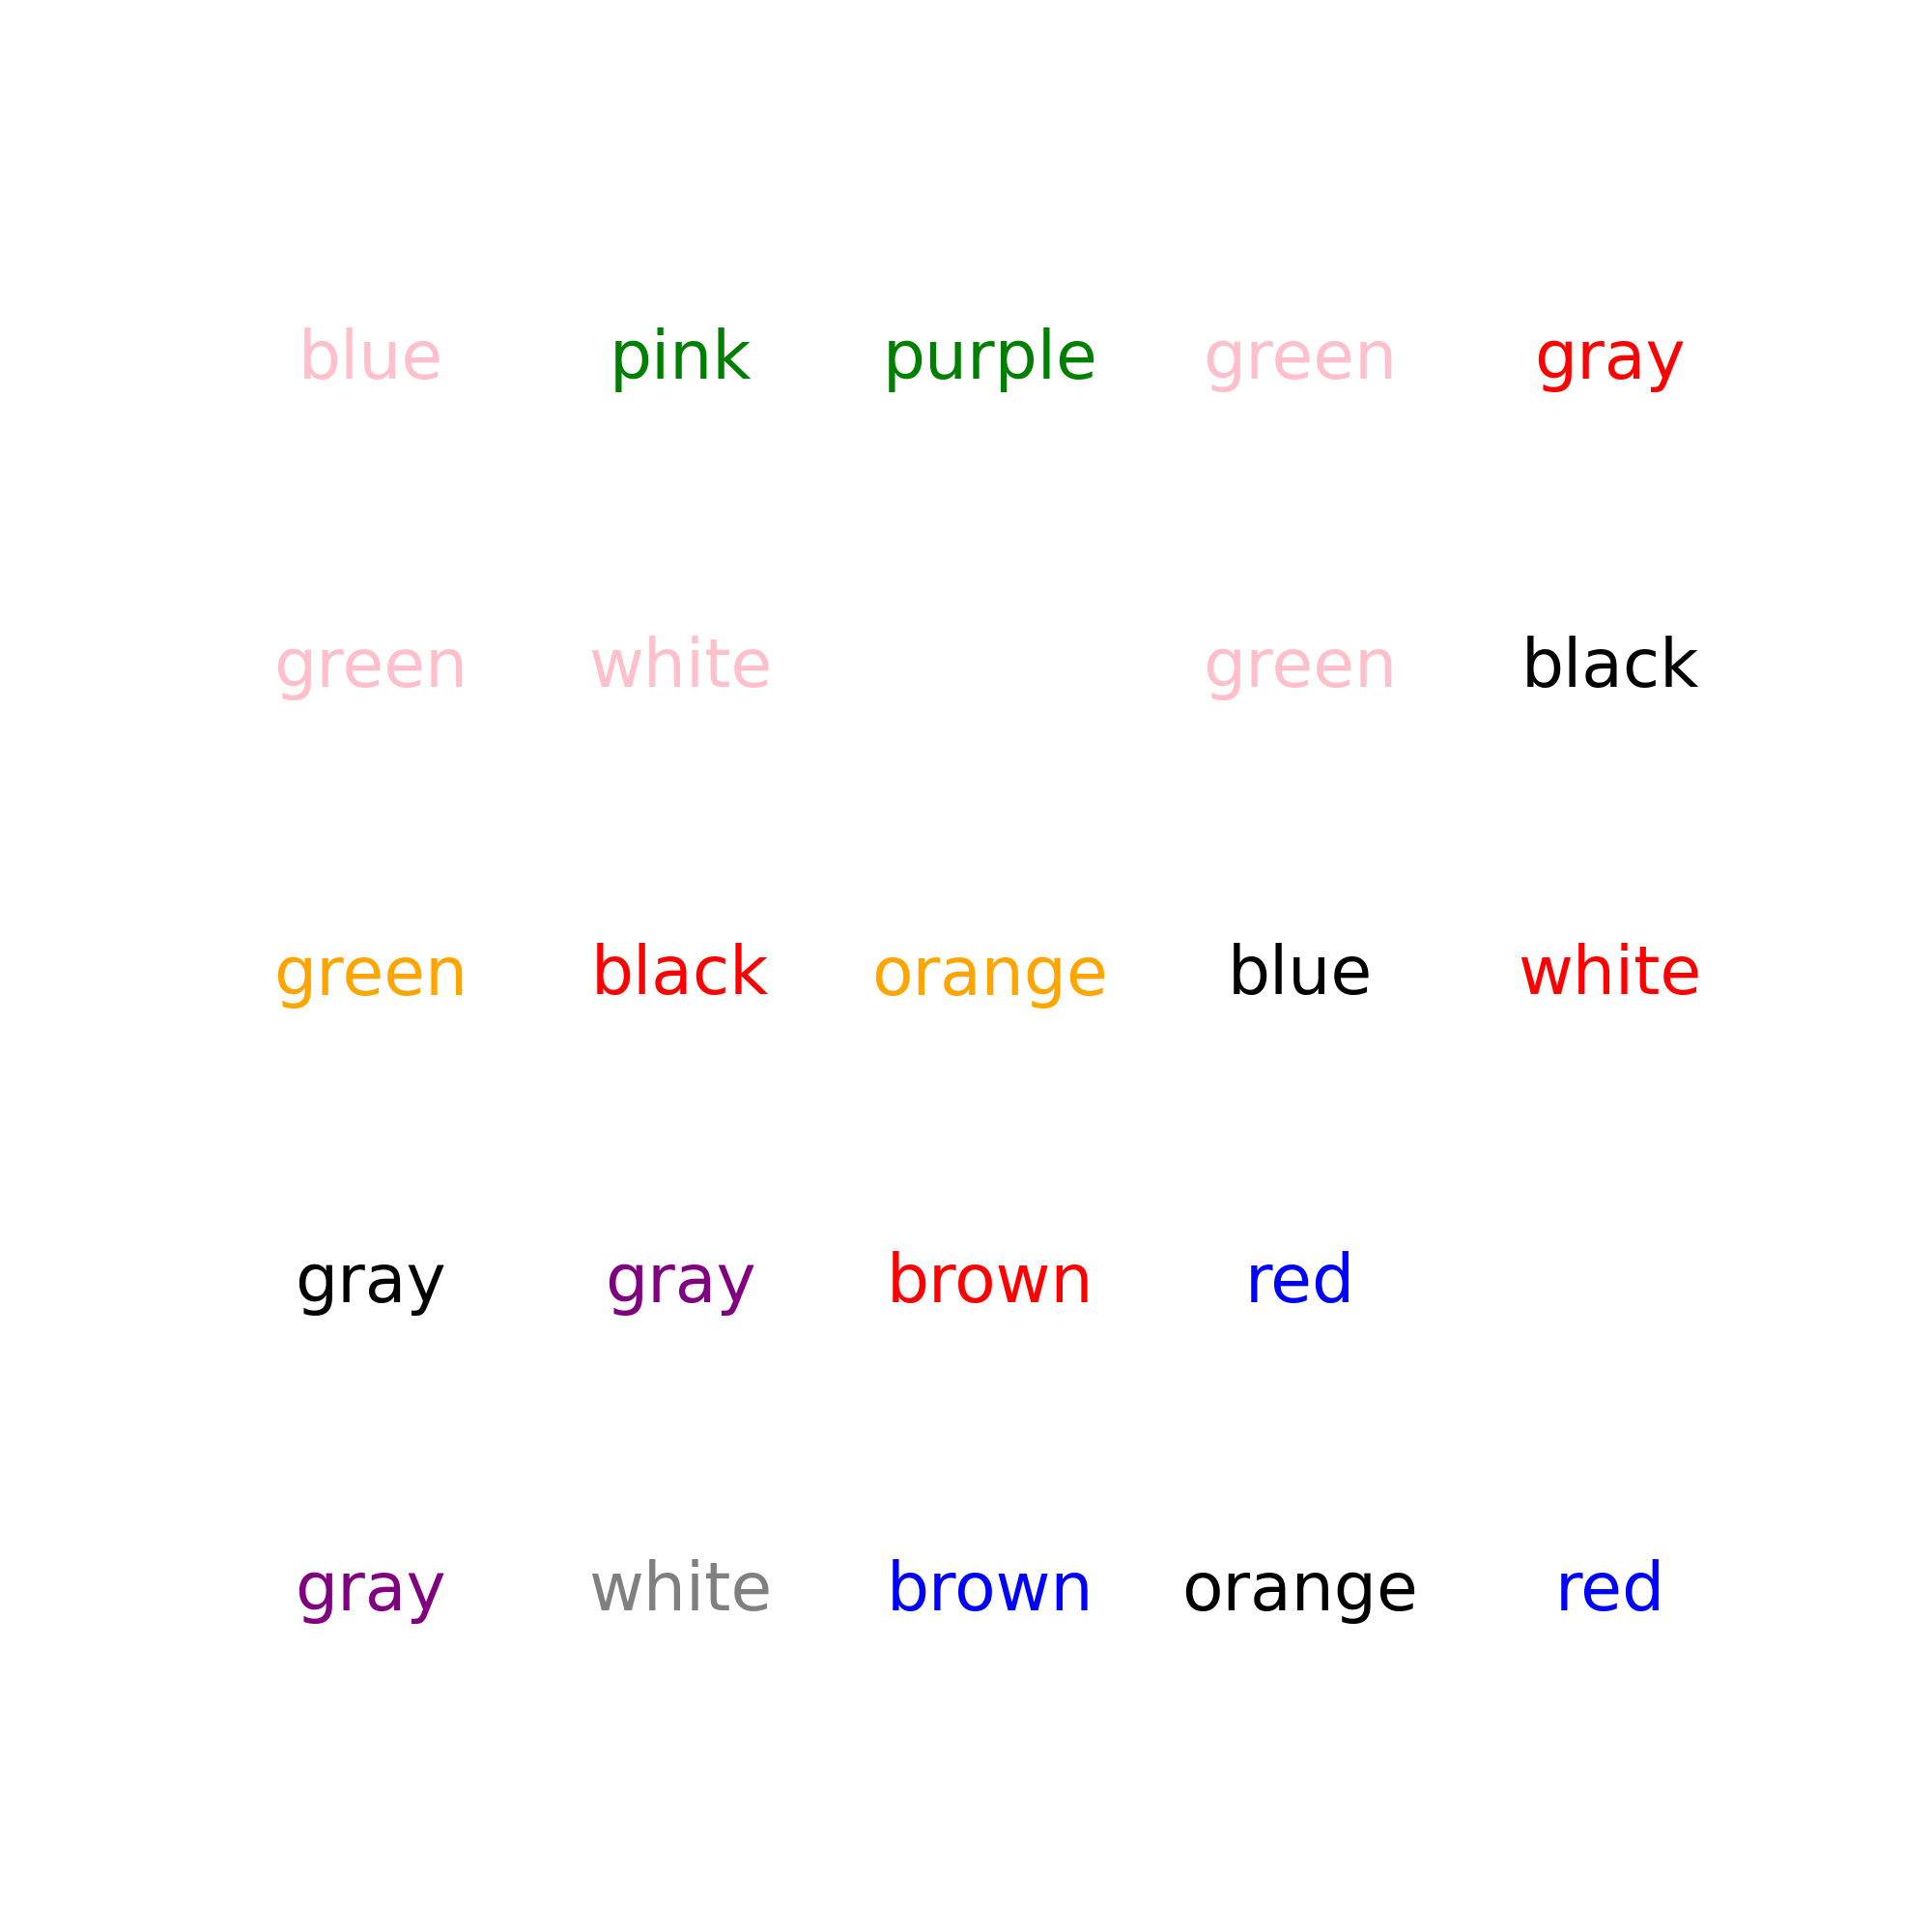 blue pink purple green gray
green white green black
green black orange blue white
gray gray brown red
gray white brown orange red